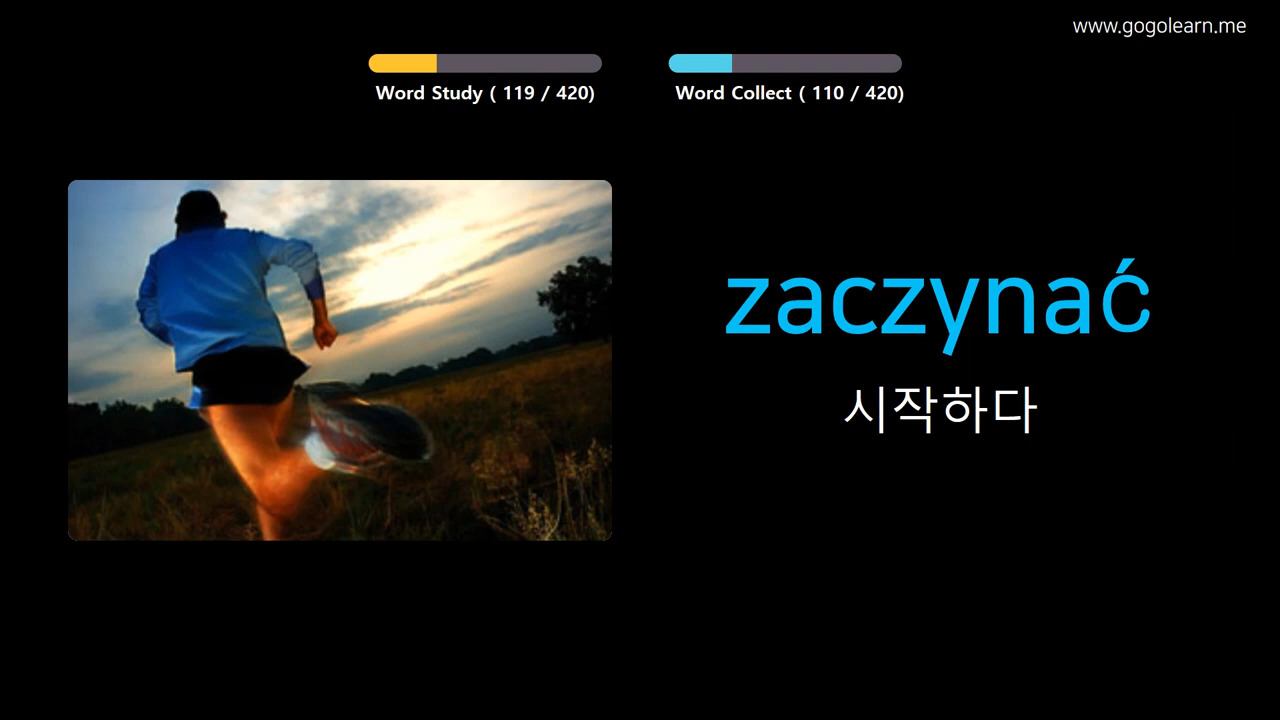 www.gogolearn.me
Word Study ( 119 / 420)
Word Collect ( 110 / 420)
zaczynać
시작하다